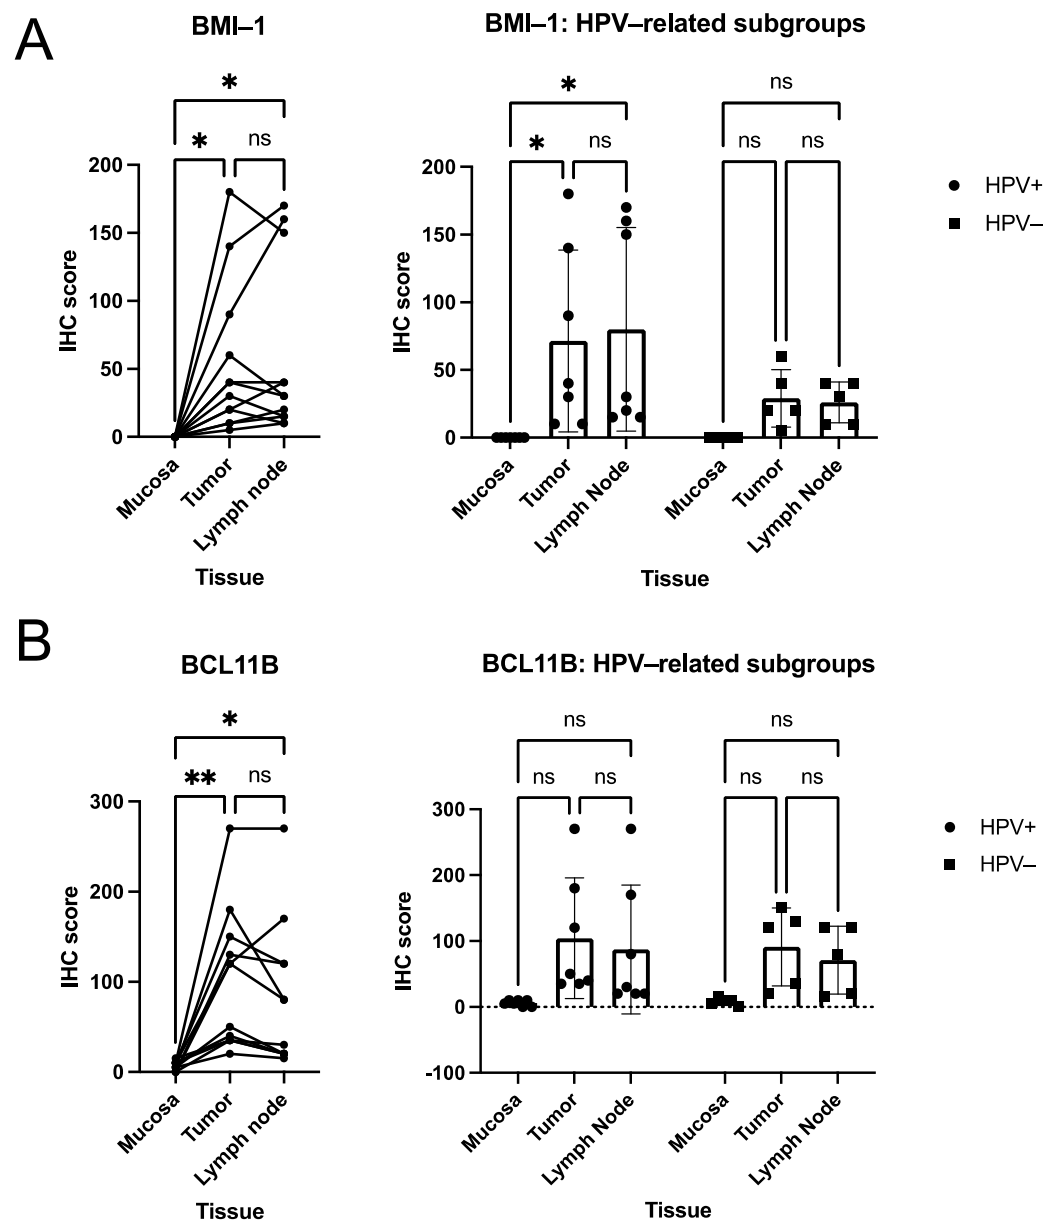 A
BMI–1
BMI–1: HPV–related subgroups
*
* ns
* 
* ns
ns
ns ns
200
150
100
50
0
IHC score
Mucosa
Tumor
Lymph node
Tissue
200
150
100
50
0
IHC score
Mucosa
Tumor
Lymph Node
Mucosa
Tumor
Lymph Node
Tissue
HPV+
HPV–
B
BCL11B
BCL11B: HPV–related subgroups
*
** ns
ns
ns ns
ns
ns ns
300
200
100
0
IHC score
Mucosa
Tumor
Lymph node
Tissue
300
200
100
0
-100
IHC score
Mucosa
Tumor
Lymph Node
Mucosa
Tumor
Lymph Node
Tissue
HPV+
HPV–